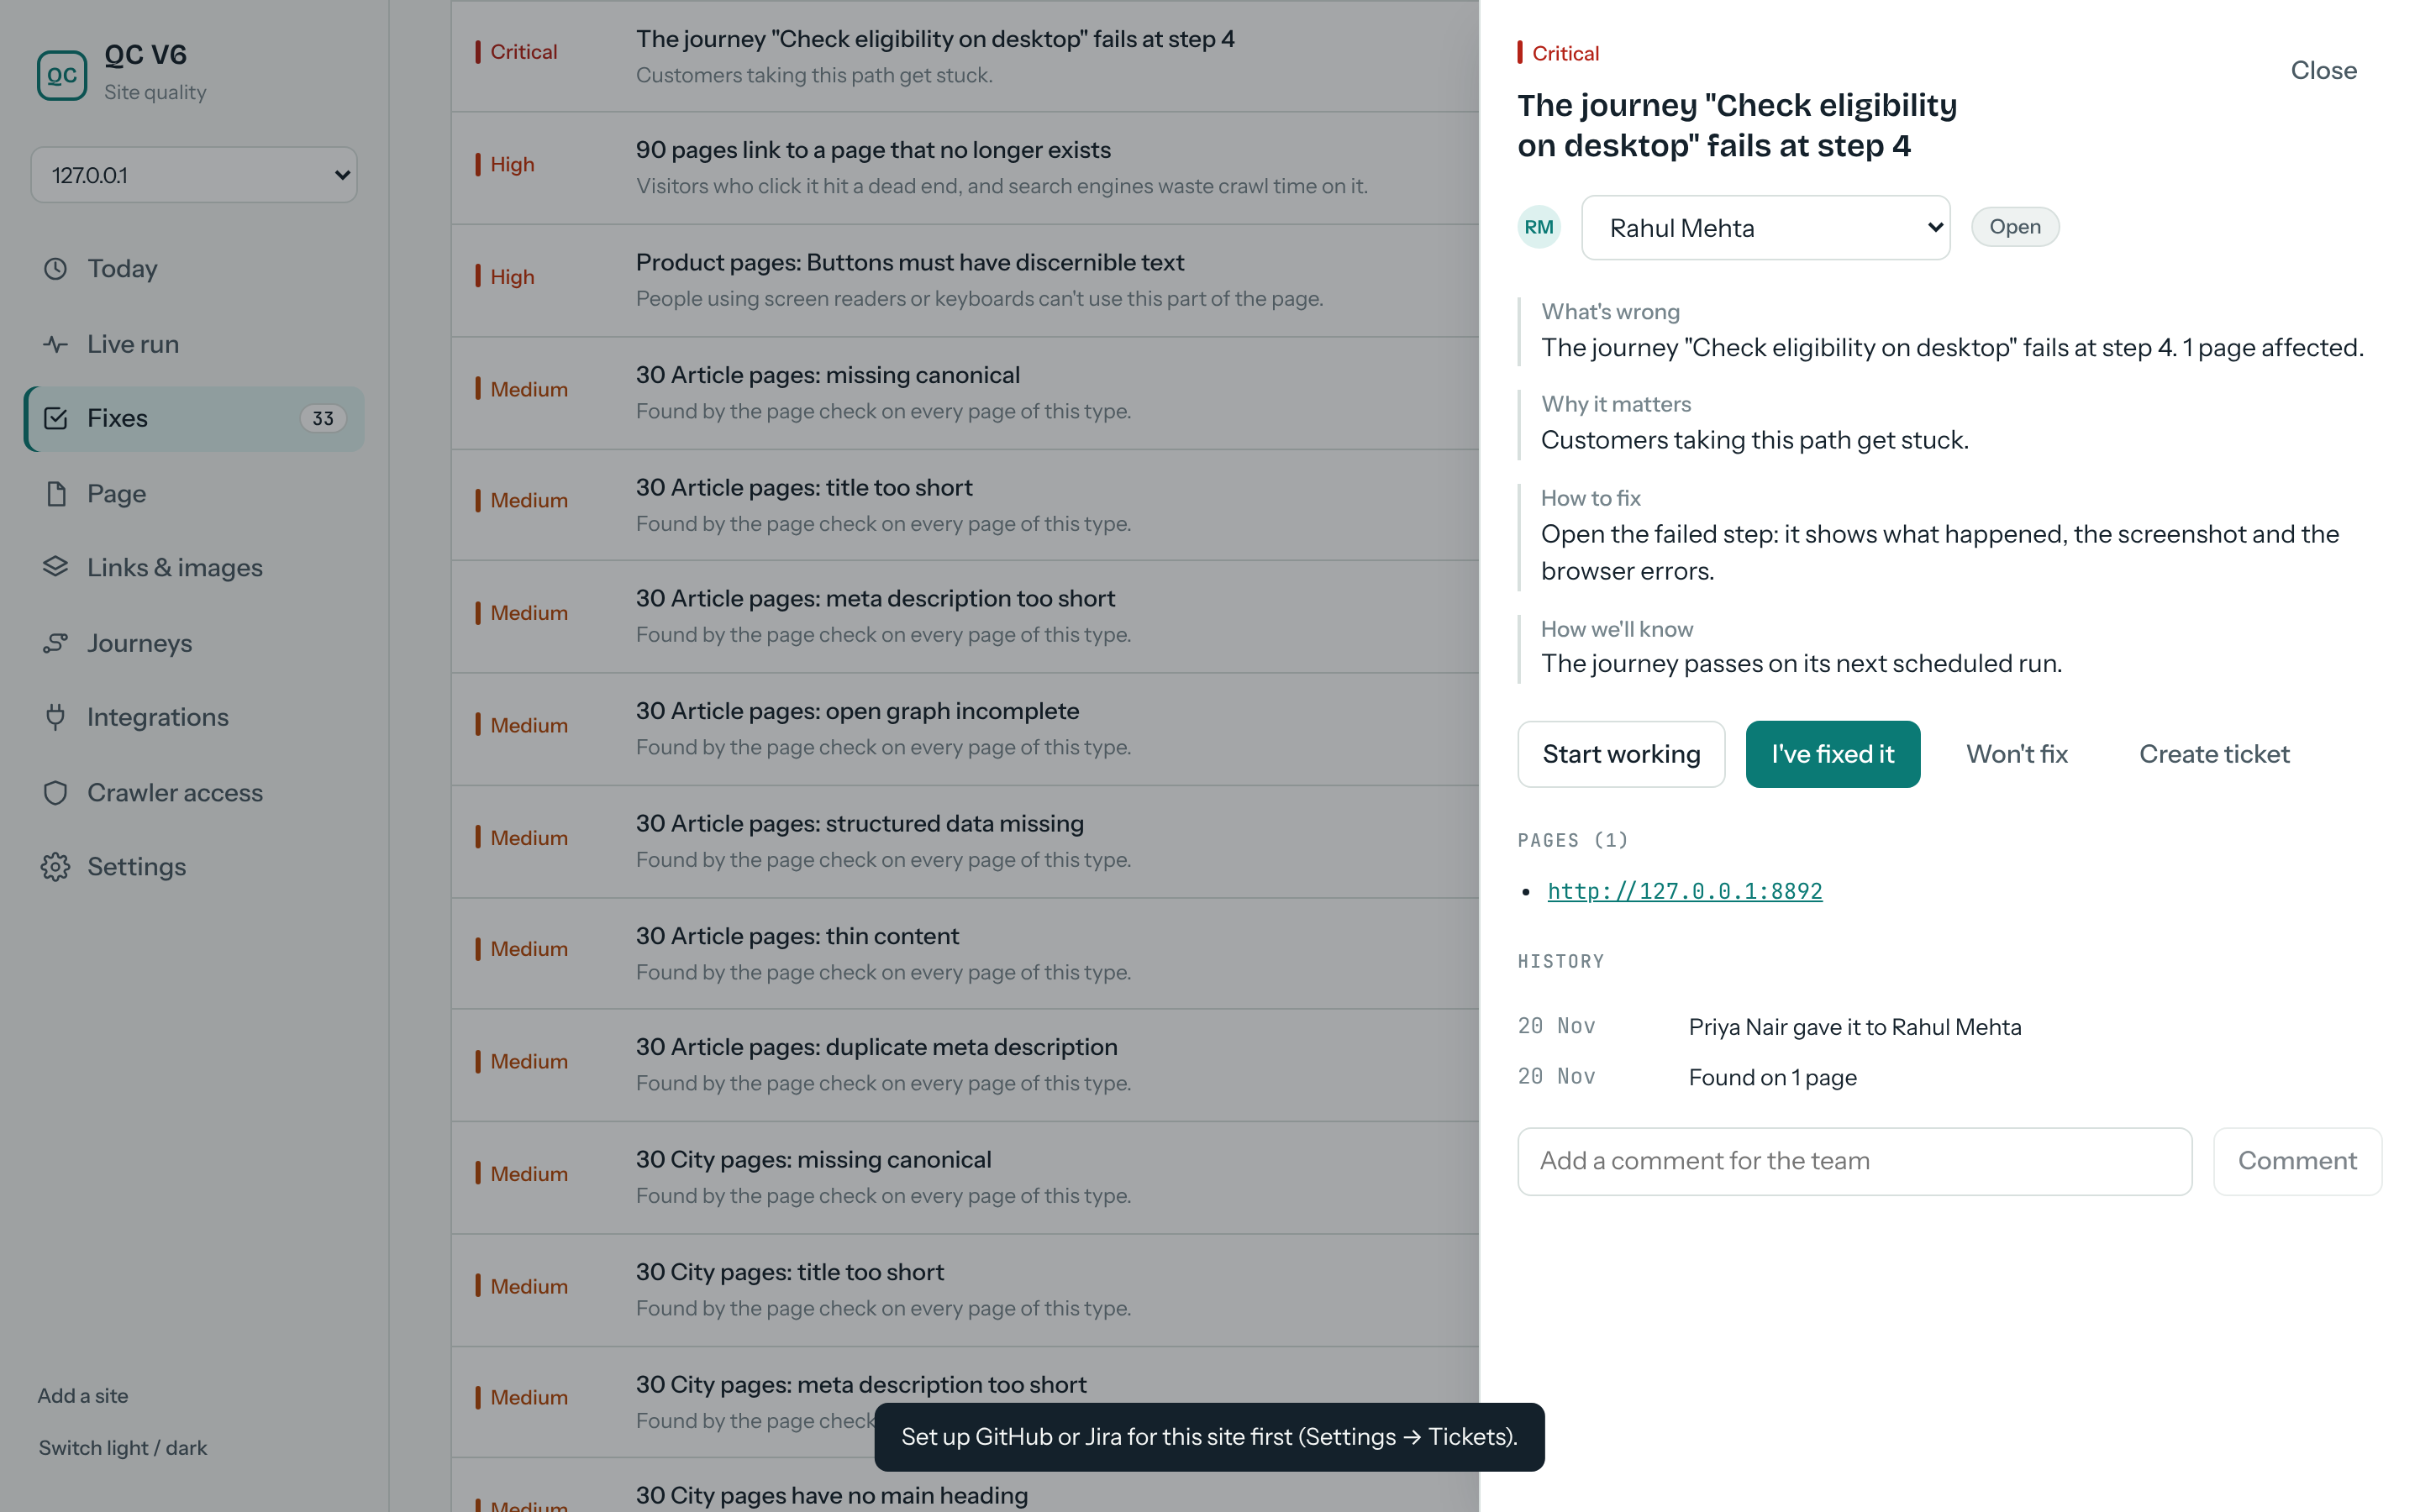 QC
QC V6
Site quality
127.0.0.1
Today
Live run
Fixes
33
Page
Links & images
Journeys
Integrations
Crawler access
Settings
Add a site
Switch light / dark
Critical
The journey "Check eligibility on desktop" fails at step 4
Customers taking this path get stuck.
High
90 pages link to a page that no longer exists
Visitors who click it hit a dead end, and search engines waste crawl time on it.
High
Product pages: Buttons must have discernible text
People using screen readers or keyboards can't use this part of the page.
Medium
30 Article pages: missing canonical
Found by the page check on every page of this type.
Medium
30 Article pages: title too short
Found by the page check on every page of this type.
Medium
30 Article pages: meta description too short
Found by the page check on every page of this type.
Medium
30 Article pages: open graph incomplete
Found by the page check on every page of this type.
Medium
30 Article pages: structured data missing
Found by the page check on every page of this type.
Medium
30 Article pages: thin content
Found by the page check on every page of this type.
Medium
30 Article pages: duplicate meta description
Found by the page check on every page of this type.
Medium
30 City pages: missing canonical
Found by the page check on every page of this type.
Medium
30 City pages: title too short
Found by the page check on every page of this type.
Medium
30 City pages: meta description too short
Found by the page check
Medium
30 City pages have no main heading
Critical
Close
The journey "Check eligibility
on desktop" fails at step 4
RM
Rahul Mehta
Open
What's wrong
The journey "Check eligibility on desktop" fails at step 4. 1 page affected.
Why it matters
Customers taking this path get stuck.
How to fix
Open the failed step: it shows what happened, the screenshot and the
browser errors.
How we'll know
The journey passes on its next scheduled run.
Start working
I've fixed it
Won't fix
Create ticket
PAGES (1)
• http://127.0.0.1:8892
HISTORY
20 Nov
Priya Nair gave it to Rahul Mehta
20 Nov
Found on 1 page
Add a comment for the team
Comment
Set up GitHub or Jira for this site first (Settings → Tickets).